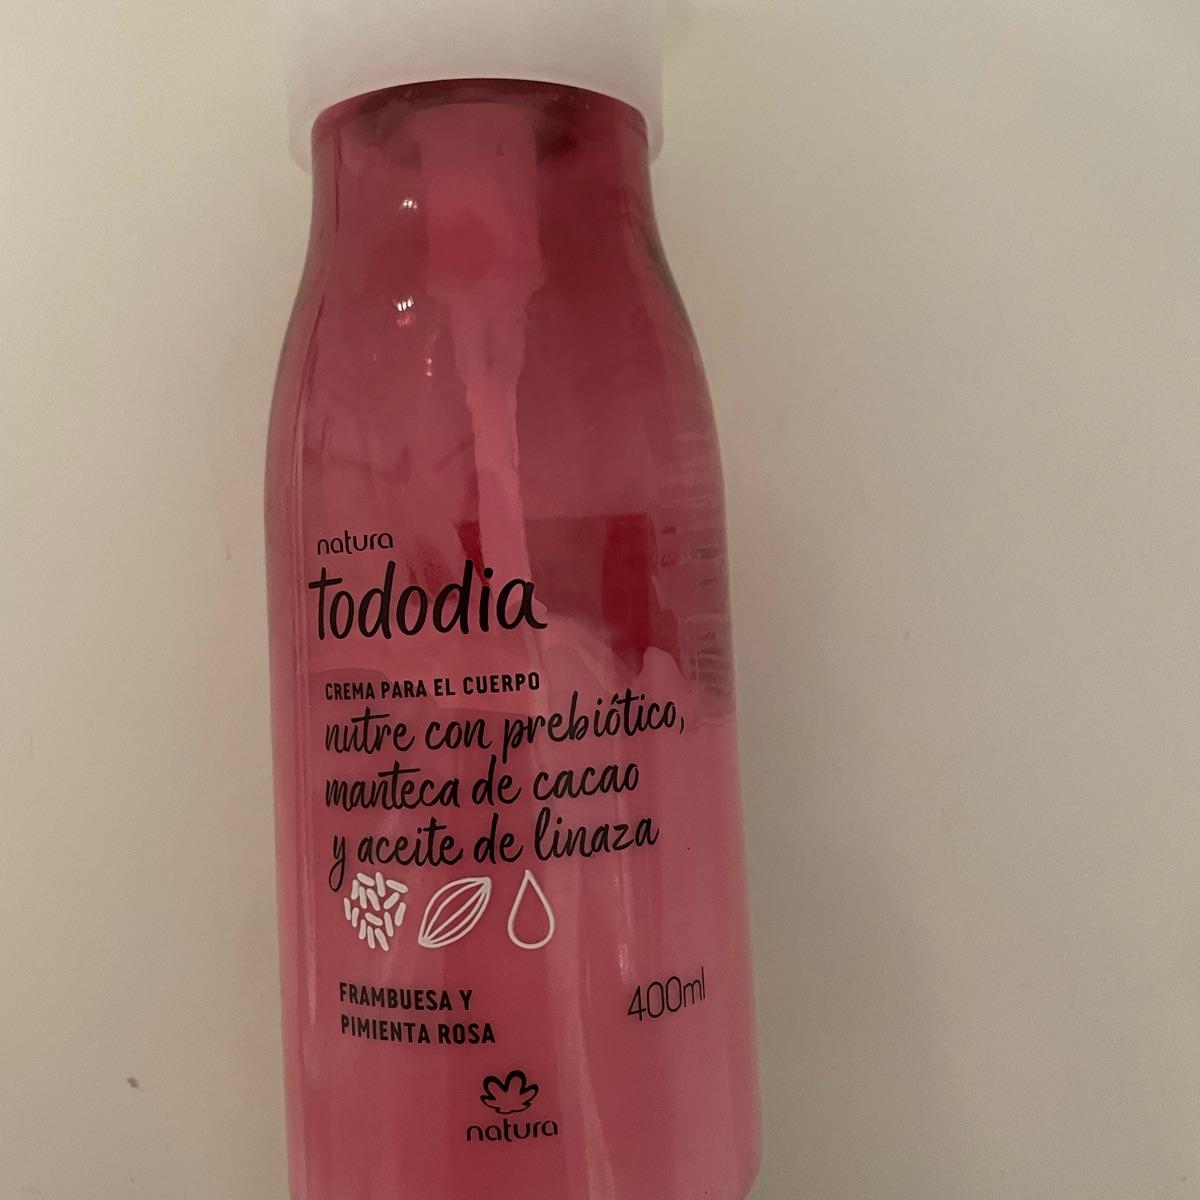 natura
tododia
CREMA PARA EL CUERPO
nutre con prebiótico,
manteca de cacao
y aceite de linaza
FRAMBUESA Y
PIMIENTA ROSA
400ml
natura